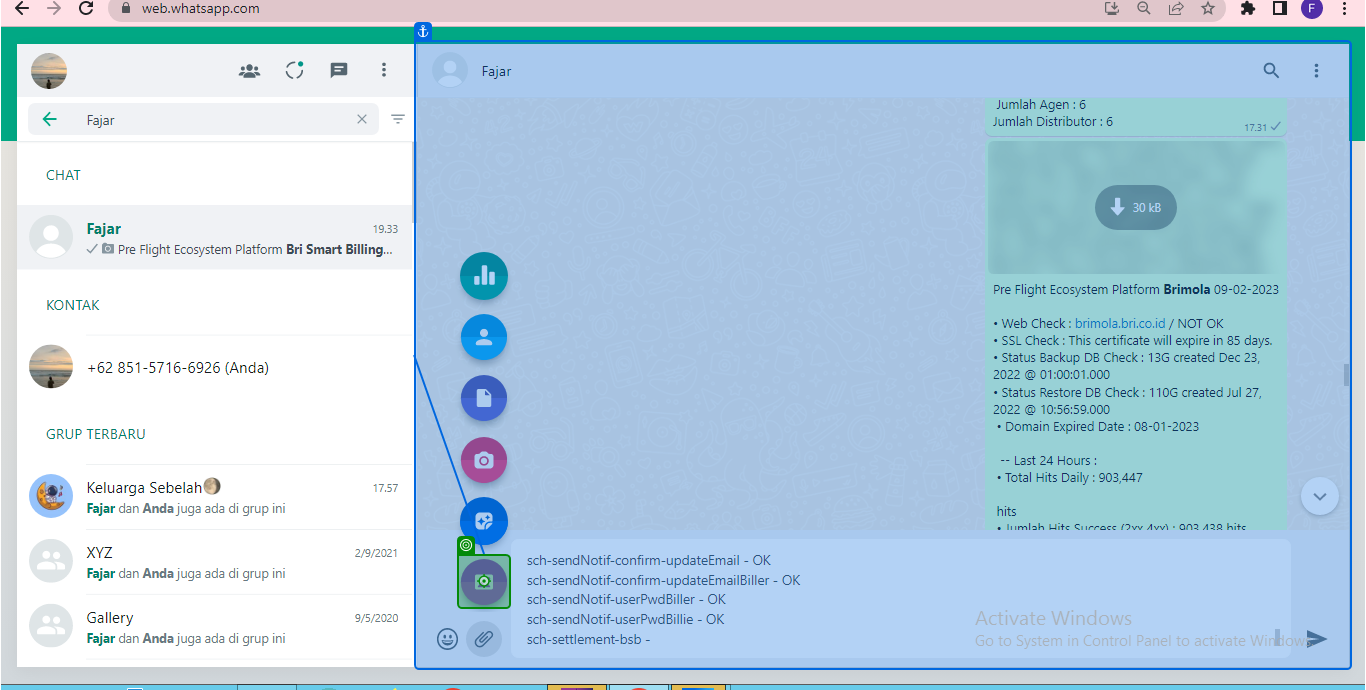 web.whatsapp.com
F
Fajar
Fajar
CHAT
Fajar
19.33
Pre Flight Ecosystem Platform Bri Smart Billing...
KONTAK
+62 851-5716-6926 (Anda)
GRUP TERBARU
Keluarga Sebelah
17.57
Fajar dan Anda juga ada di grup ini
XYZ
2/9/2021
Fajar dan Anda juga ada di grup ini
Gallery
9/5/2020
Fajar dan Anda juga ada di grup ini
Jumlah Agen : 6
Jumlah Distributor : 6
17.31
30 kB
Pre Flight Ecosystem Platform Brimola 09-02-2023
• Web Check : brimola.bri.co.id / NOT OK
• SSL Check : This certificate will expire in 85 days.
• Status Backup DB Check : 13G created Dec 23,
2022 @ 01:00:01.000
• Status Restore DB Check : 110G created Jul 27,
2022 @ 10:56:59.000
• Domain Expired Date : 08-01-2023
-- Last 24 Hours :
• Total Hits Daily : 903,447
hits
• Jumlah Hits Success (2xx,4xx) : 903,438 hits
sch-sendNotif-confirm-updateEmail - OK
sch-sendNotif-confirm-updateEmailBiller - OK
sch-sendNotif-userPwdBiller - OK
sch-sendNotif-userPwdBillie - OK
sch-settlement-bsb -
Activate Windows
Go to System in Control Panel to activate Windows.